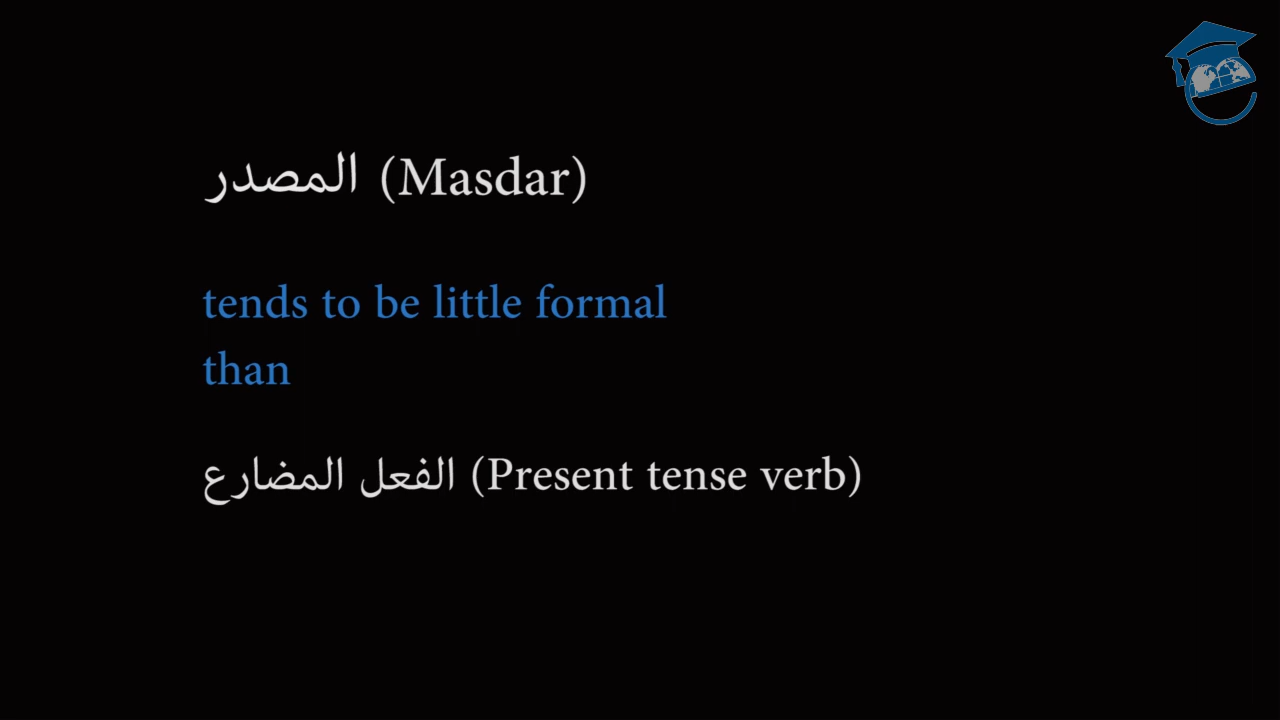 المصدر (Masdar)
tends to be little formal
than
الفعل المضارع (Present tense verb)